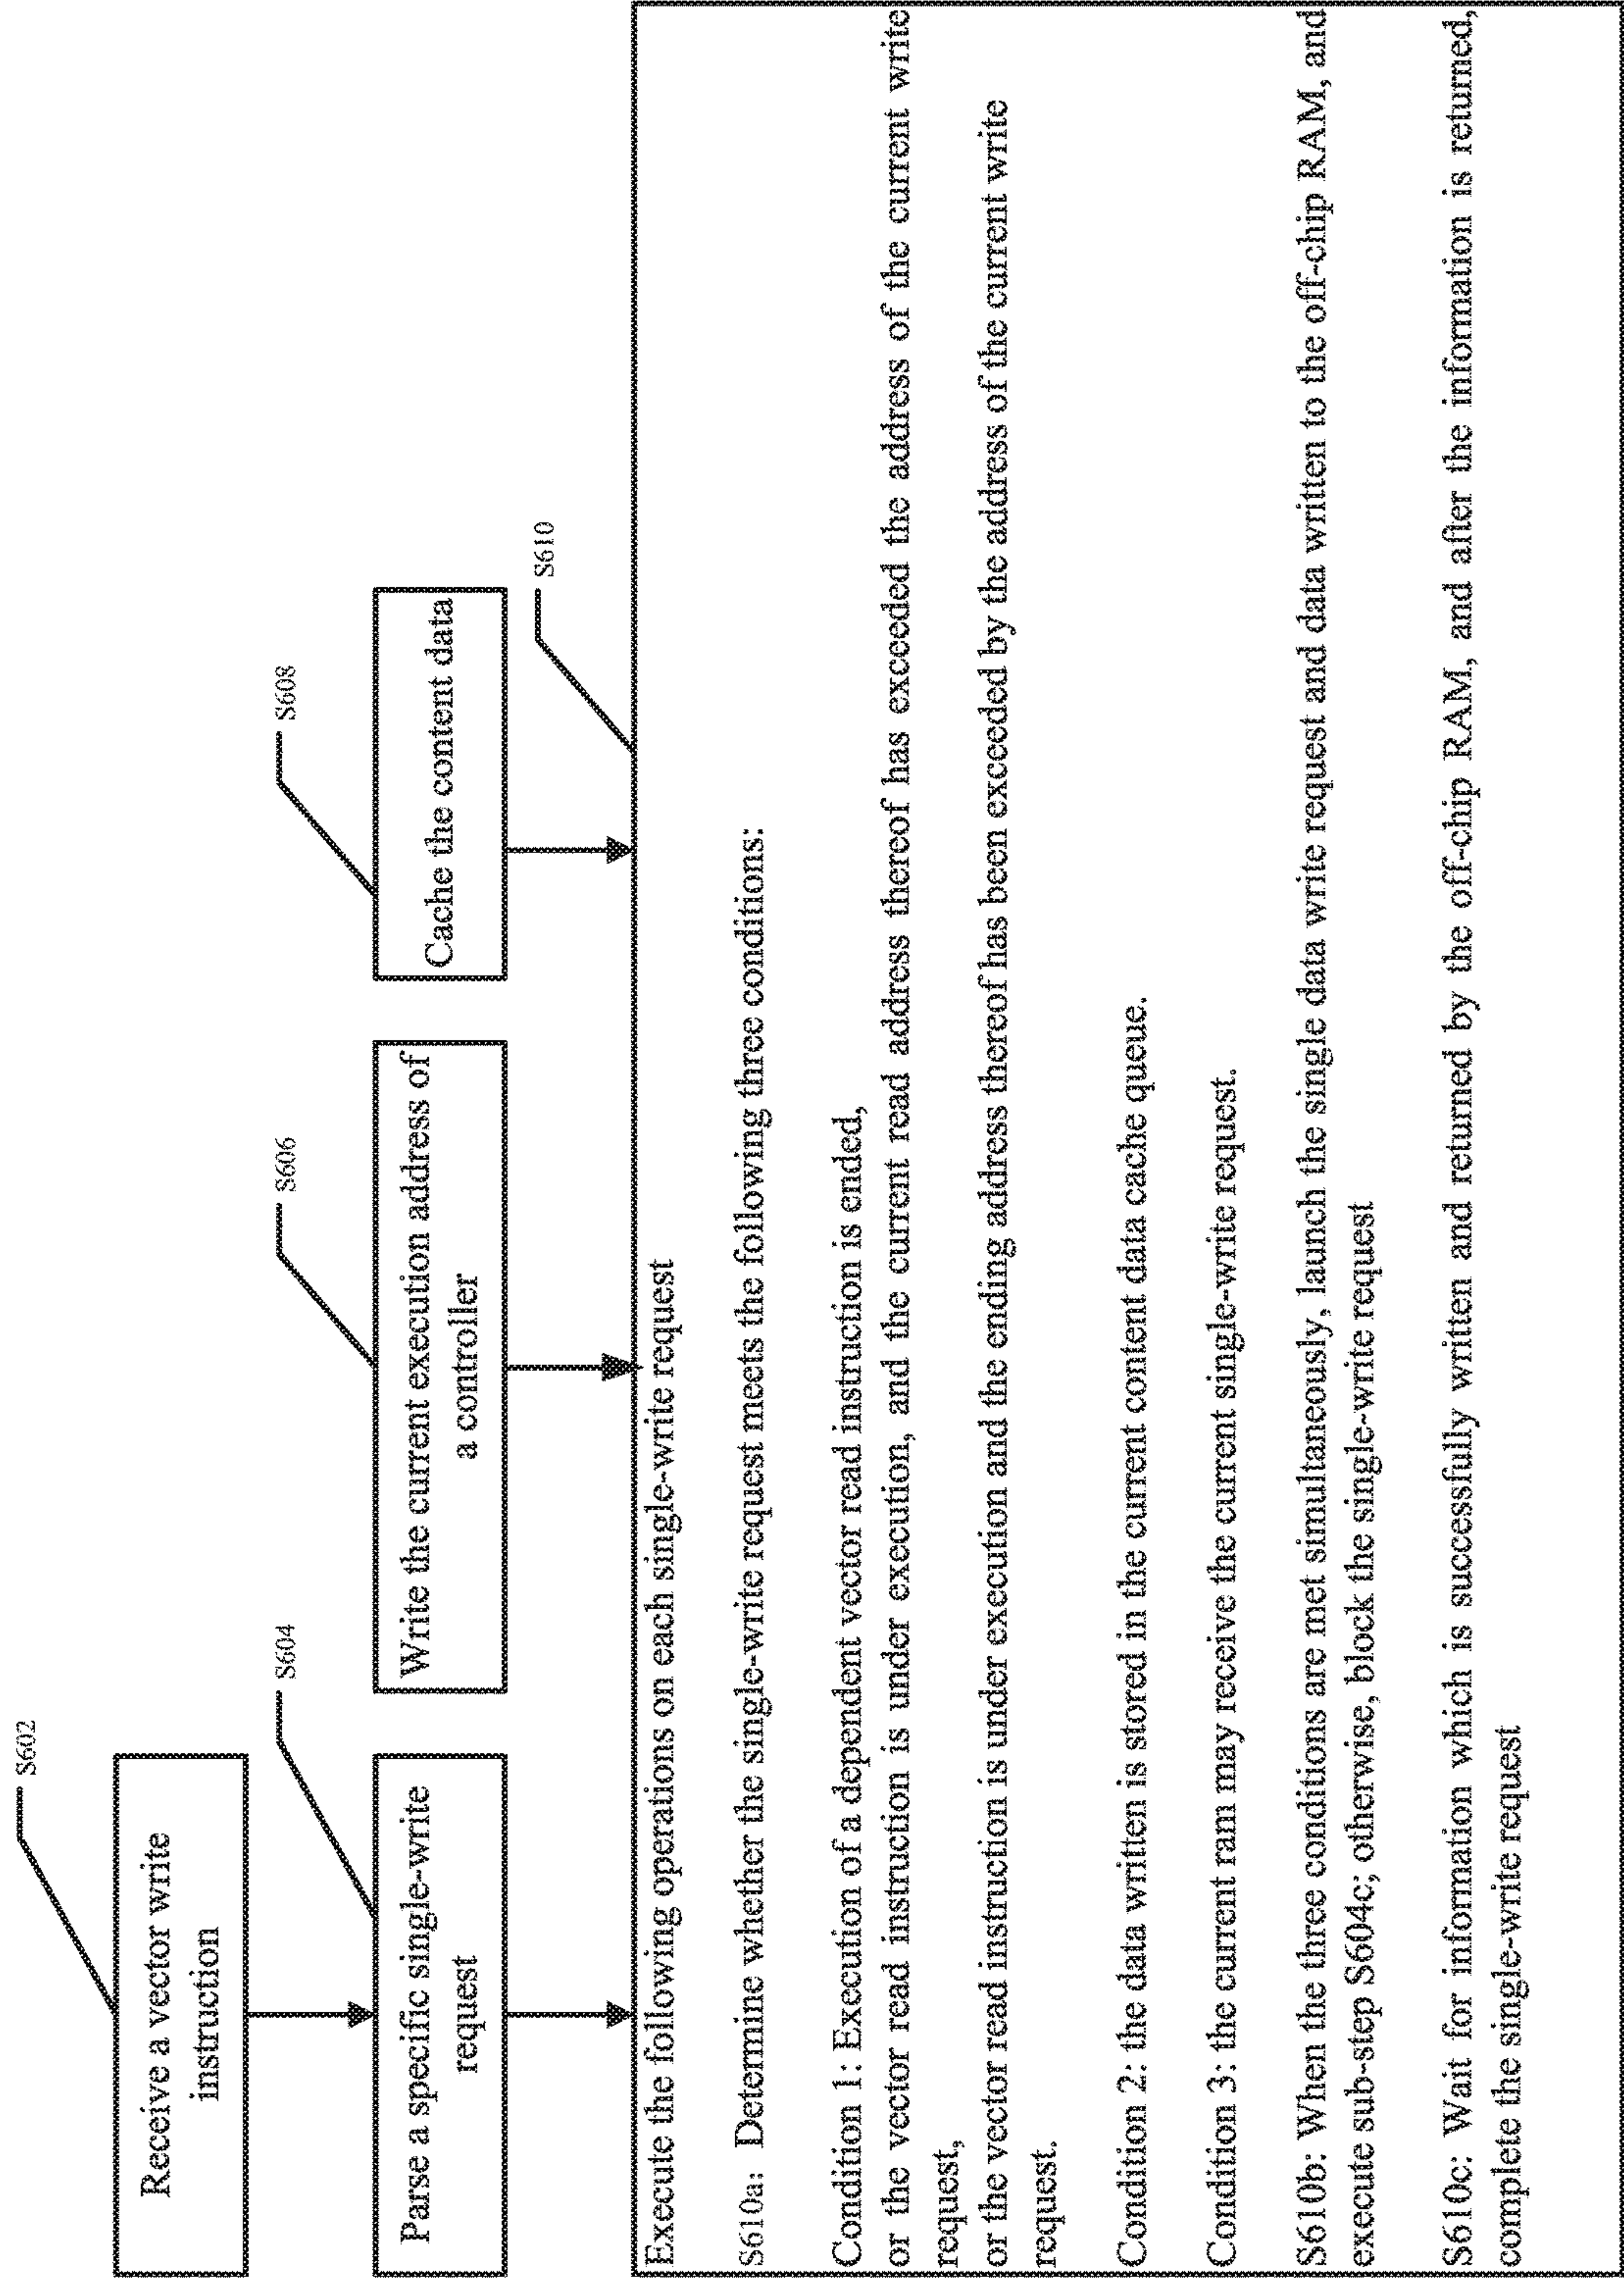 S602
Receive a vector write
instruction
S604
Parse a specific single-write
request
S606
Write the current execution address of
a controller
S608
Cache the content data
S610
Execute the following operations on each single-write request
S610a: Determine whether the single-write request meets the following three conditions:
Condition 1: Execution of a dependent vector read instruction is ended,
or the vector read instruction is under execution, and the current read address thereof has exceeded the address of the current write
request,
or the vector read instruction is under execution and the ending address thereof has been exceeded by the address of the current write
request.
Condition 2: the data written is stored in the current content data cache queue.
Condition 3: the current ram may receive the current single-write request.
S610b: When the three conditions are met simultaneously, launch the single data write request and data written to the off-chip RAM, and
execute sub-step S604c; otherwise, block the single-write request
S610c: Wait for information which is successfully written and returned by the off-chip RAM, and after the information is returned,
complete the single-write request